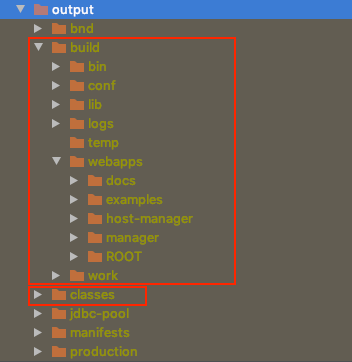 output
bnd
build
bin
conf
lib
logs
temp
webapps
docs
examples
host-manager
manager
ROOT
work
classes
jdbc-pool
manifests
production